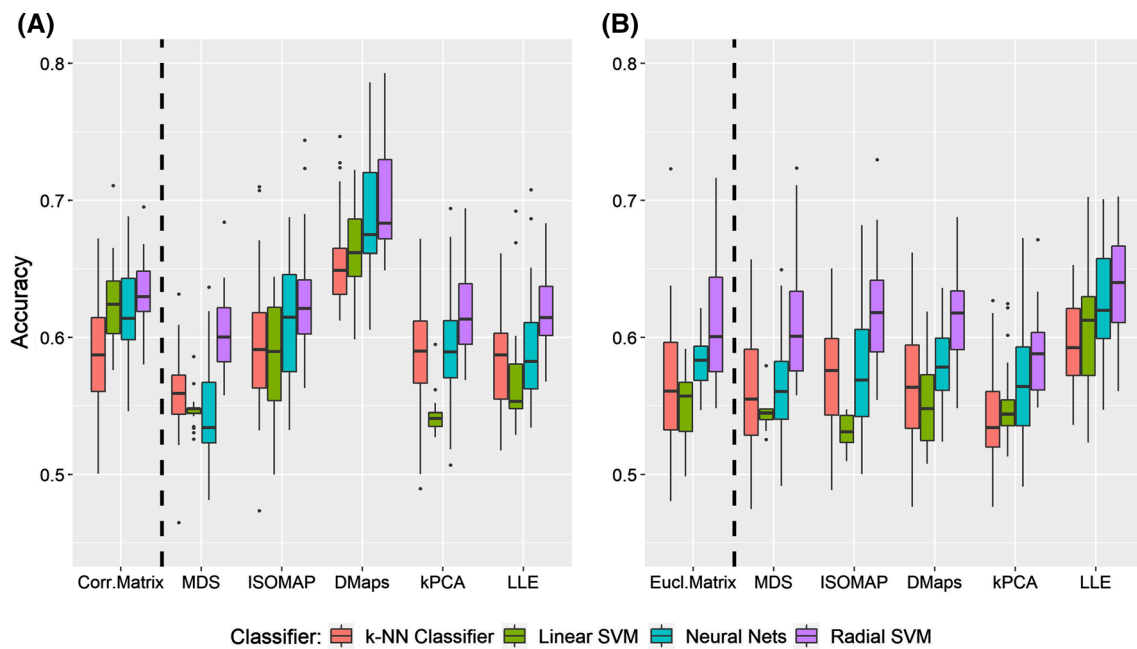 (A)
(B)
Accuracy
0.8
0.7
0.6
0.5
Corr.Matrix MDS ISOMAP DMaps kPCA LLE
0.8
0.7
0.6
0.5
Eucl.Matrix MDS ISOMAP DMaps kPCA LLE
Classifier: k-NN Classifier Linear SVM Neural Nets Radial SVM